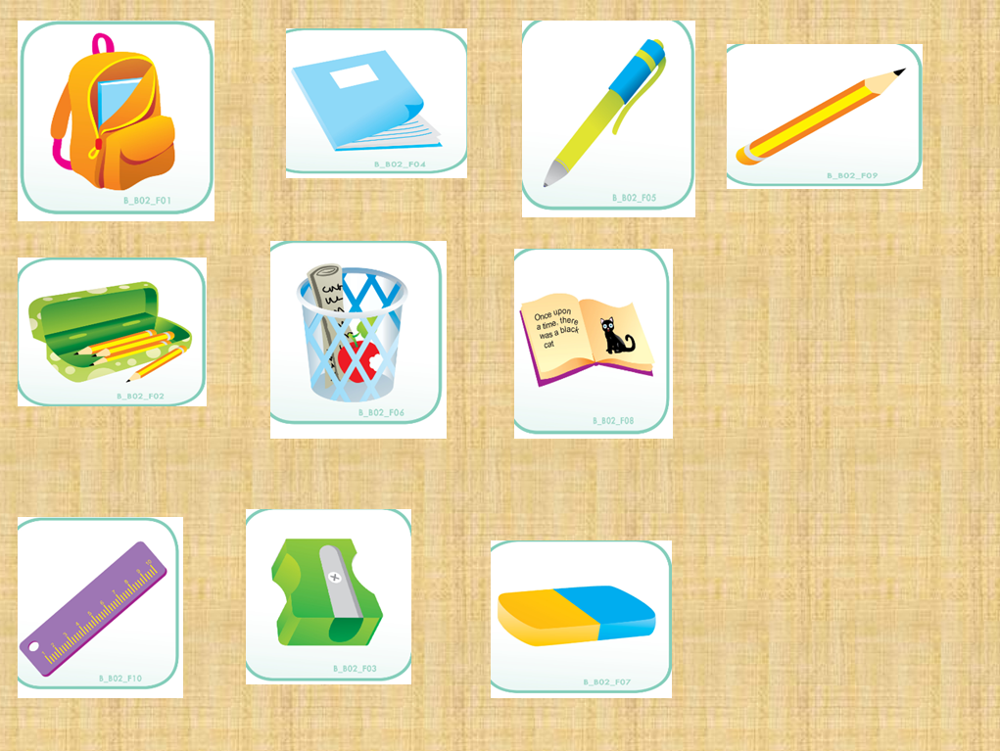 B_B02_F01
B_B02_F04
B_B02_F05
B_B02_F09
B_B02_F02
B_B02_F06
Once upon
a time, there
was a black
cat
B_B02_F08
B_B02_F10
B_B02_F03
B_B02_F07